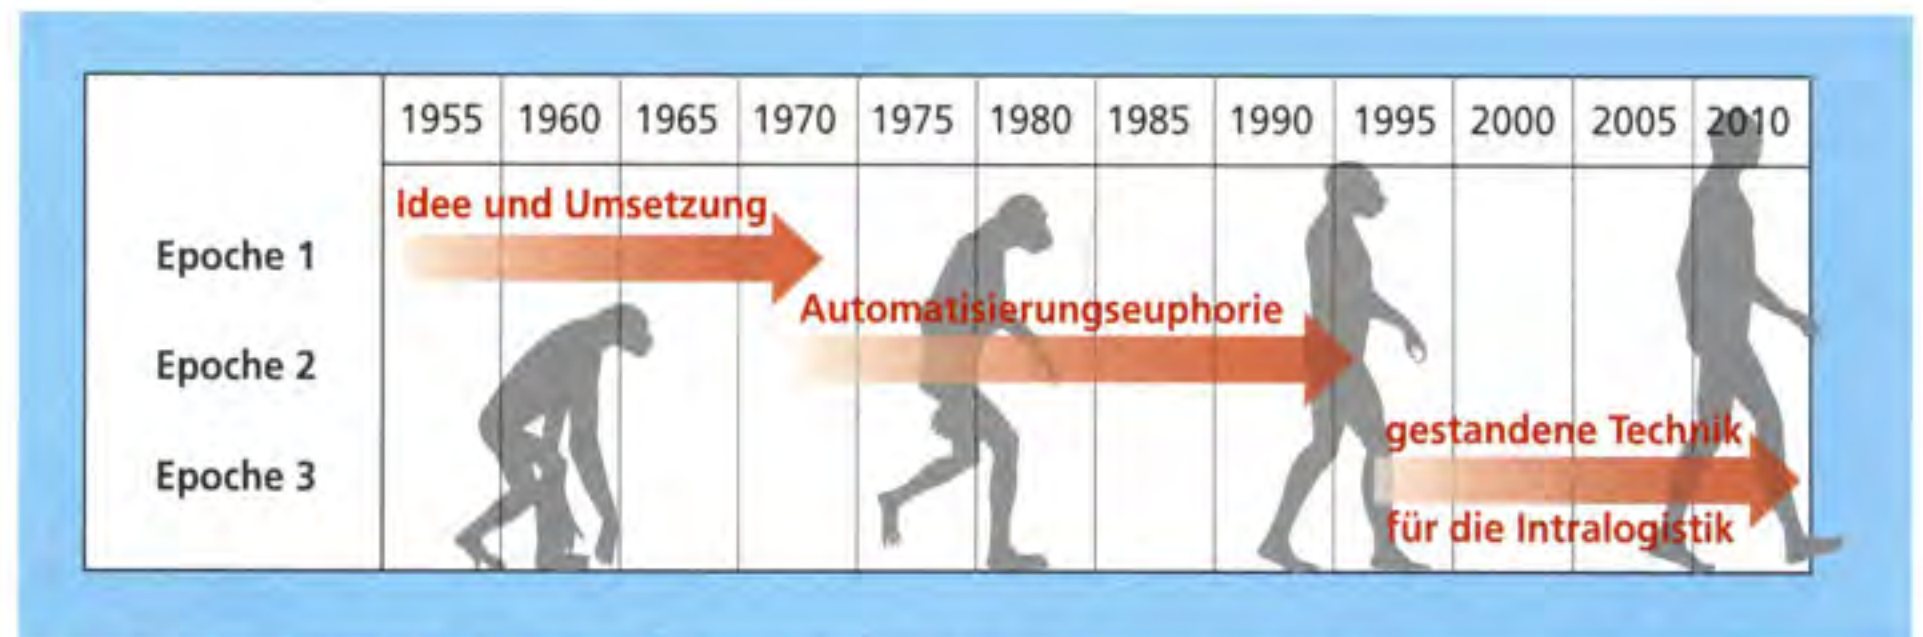 1955 1960 1965 1970 1975 1980 1985 1990 1995 2000 2005 2010
Idee und Umsetzung
Epoche 1
Automatisierungseuphorie
Epoche 2
gestandene Technik
Epoche 3
für die Intralogistik